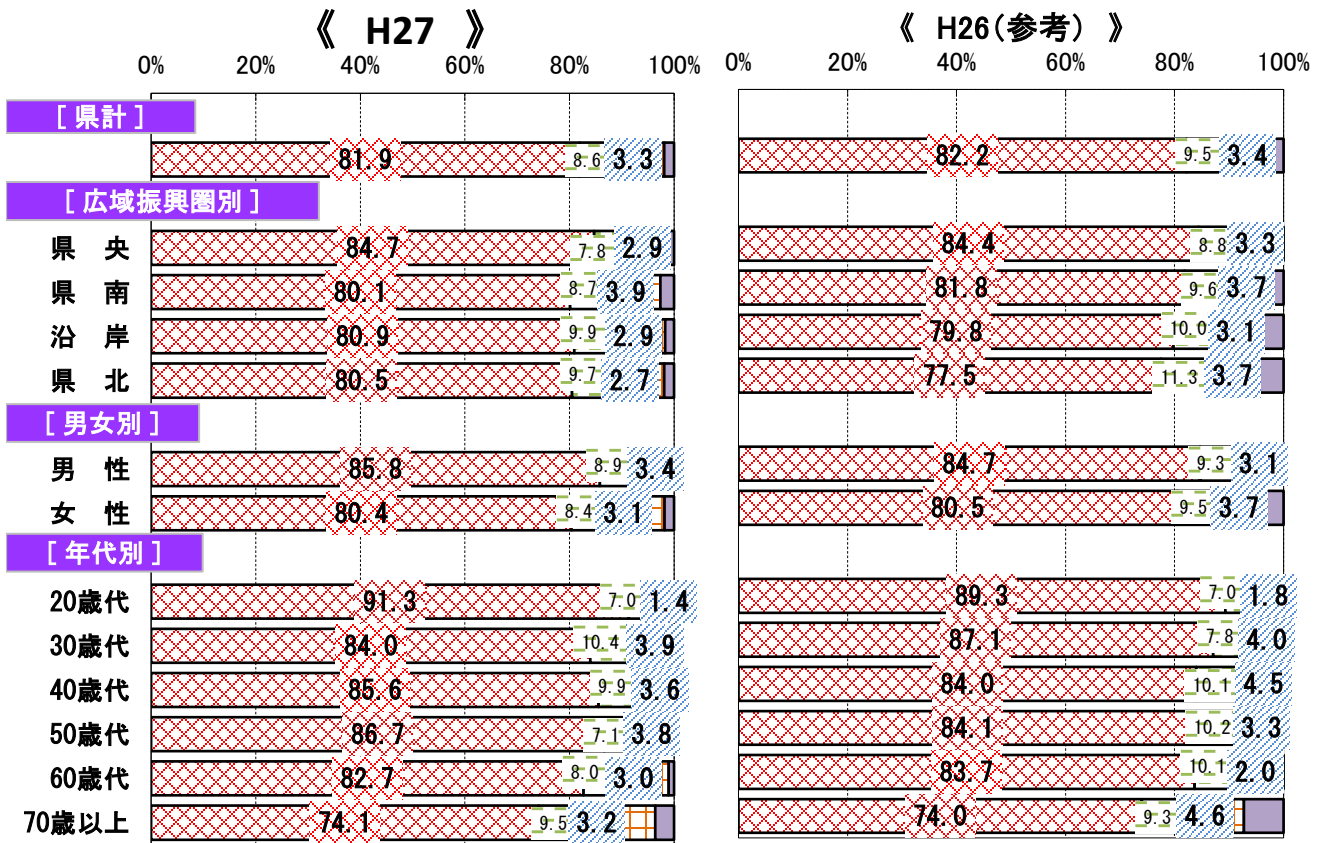 《 H27 》
《 H26(参考) 》
0% 20% 40% 60% 80% 100%
0% 20% 40% 60% 80% 100%
[ 県計 ]
81.9 8.6 3.3
82.2 9.5 3.4
[ 広域振興圏別 ]
県 央 84.7 7.8 2.9
84.4 8.8 3.3
県 南 80.1 8.7 3.9
81.8 9.6 3.7
沿 岸 80.9 9.9 2.9
79.8 10.0 3.1
県 北 80.5 9.7 2.7
77.5 11.3 3.7
[ 男女別 ]
男 性 85.8 8.9 3.4
84.7 9.3 3.1
女 性 80.4 8.4 3.1
80.5 9.5 3.7
[ 年代別 ]
20歳代 91.3 7.0 1.4
89.3 7.0 1.8
30歳代 84.0 10.4 3.9
87.1 7.8 4.0
40歳代 85.6 9.9 3.6
84.0 10.1 4.5
50歳代 86.7 7.1 3.8
84.1 10.2 3.3
60歳代 82.7 8.0 3.0
83.7 10.1 2.0
70歳以上 74.1 9.5 3.2
74.0 9.3 4.6